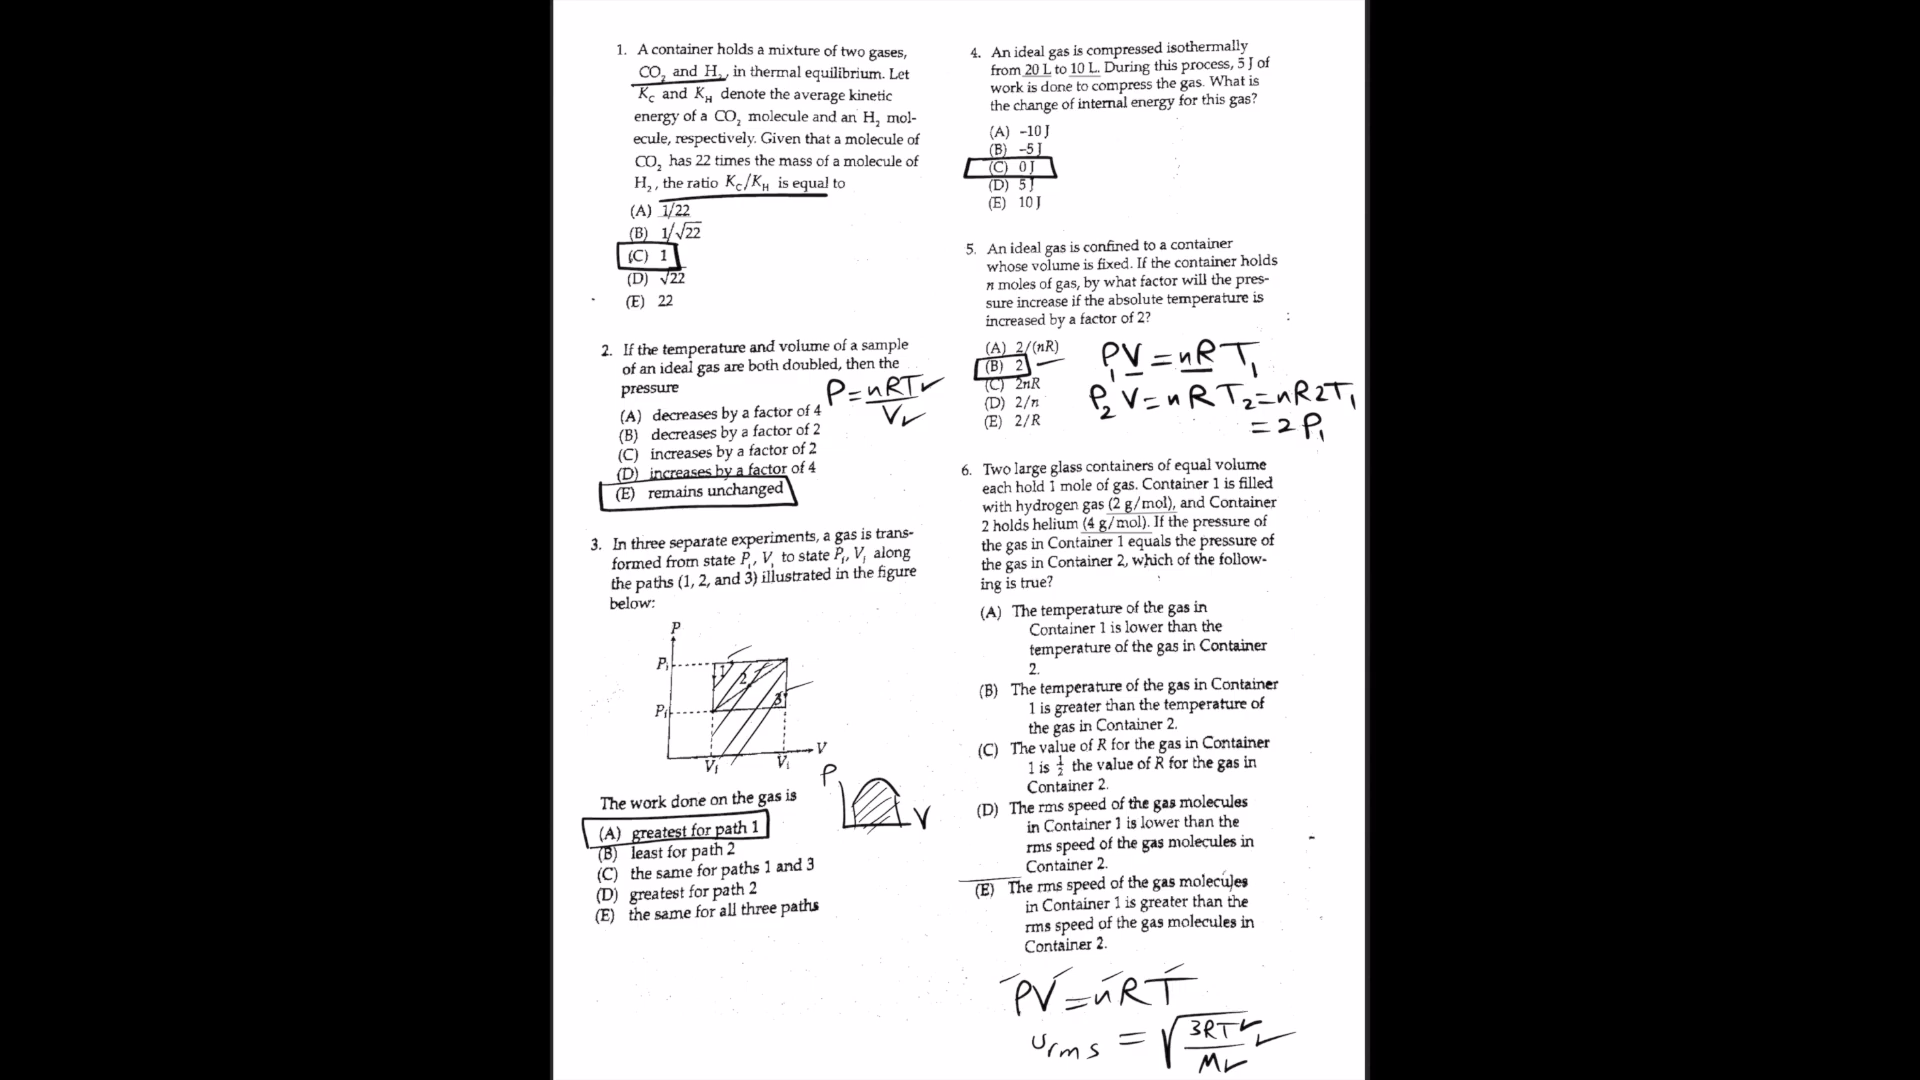 1. A container holds a mixture of two gases,
CO₂ and H₂, in thermal equilibrium. Let
K_C and K_H denote the average kinetic
energy of a CO₂ molecule and an H₂ mol-
ecule, respectively. Given that a molecule of
CO₂ has 22 times the mass of a molecule of
H₂, the ratio K_C/K_H is equal to
(A) 1/22
(B) 1/√22
(C) 1
(D) √22
(E) 22
2. If the temperature and volume of a sample
of an ideal gas are both doubled, then the
pressure
P = nRT
V
(A) decreases by a factor of 4
(B) decreases by a factor of 2
(C) increases by a factor of 2
(D) increases by a factor of 4
(E) remains unchanged
3. In three separate experiments, a gas is trans-
formed from state Pᵢ, Vᵢ to state P_f, V_f along
the paths (1, 2, and 3) illustrated in the figure
below:
P
Pᵢ
1
2
3
P_f
V
V_f
Vᵢ
P
V
The work done on the gas is
(A) greatest for path 1
(B) least for path 2
(C) the same for paths 1 and 3
(D) greatest for path 2
(E) the same for all three paths
4. An ideal gas is compressed isothermally
from 20 L to 10 L. During this process, 5 J of
work is done to compress the gas. What is
the change of internal energy for this gas?
(A) −10 J
(B) −5 J
(C) 0 J
(D) 5 J
(E) 10 J
5. An ideal gas is confined to a container
whose volume is fixed. If the container holds
n moles of gas, by what factor will the pres-
sure increase if the absolute temperature is
increased by a factor of 2?
(A) 2/(nR)
(B) 2
(C) 2nR
(D) 2/n
(E) 2/R
P₁V = nRT₁
P₂V = nRT₂ = nR2T₁
= 2P₁
6. Two large glass containers of equal volume
each hold 1 mole of gas. Container 1 is filled
with hydrogen gas (2 g/mol), and Container
2 holds helium (4 g/mol). If the pressure of
the gas in Container 1 equals the pressure of
the gas in Container 2, which of the follow-
ing is true?
(A) The temperature of the gas in
Container 1 is lower than the
temperature of the gas in Container
2.
(B) The temperature of the gas in Container
1 is greater than the temperature of
the gas in Container 2.
(C) The value of R for the gas in Container
1 is ½ the value of R for the gas in
Container 2.
(D) The rms speed of the gas molecules
in Container 1 is lower than the
rms speed of the gas molecules in
Container 2.
(E) The rms speed of the gas molecules
in Container 1 is greater than the
rms speed of the gas molecules in
Container 2.
PV = nRT
υrms = √3RT
M